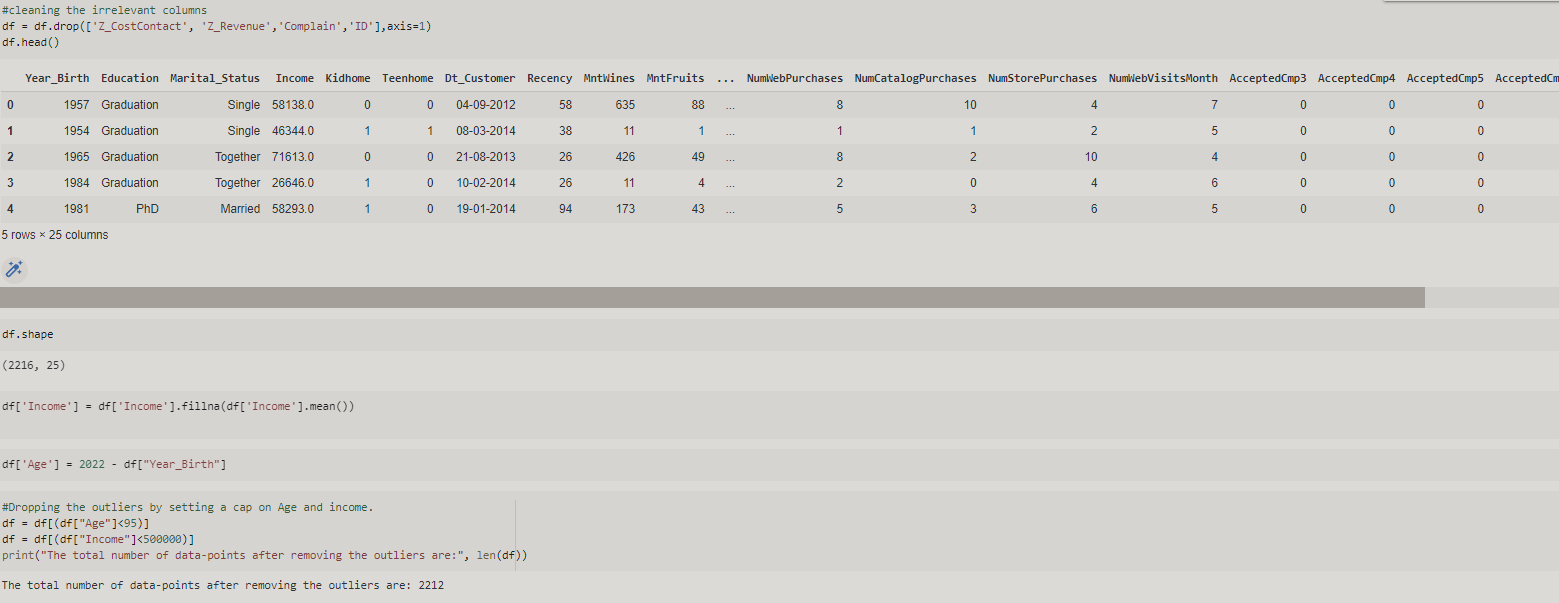 #cleaning the irrelevant columns
df = df.drop(['Z_CostContact', 'Z_Revenue','Complain','ID'],axis=1)
df.head()
Year_Birth Education Marital_Status Income Kidhome Teenhome Dt_Customer Recency MntWines MntFruits ... NumWebPurchases NumCatalogPurchases NumStorePurchases NumWebVisitsMonth AcceptedCmp3 AcceptedCmp4 AcceptedCmp5 AcceptedCm
0 1957 Graduation Single 58138.0 0 0 04-09-2012 58 635 88 ... 8 10 4 7 0 0 0
1 1954 Graduation Single 46344.0 1 1 08-03-2014 38 11 1 ... 1 1 2 5 0 0 0
2 1965 Graduation Together 71613.0 0 0 21-08-2013 26 426 49 ... 8 2 10 4 0 0 0
3 1984 Graduation Together 26646.0 1 0 10-02-2014 26 11 4 ... 2 0 4 6 0 0 0
4 1981 PhD Married 58293.0 1 0 19-01-2014 94 173 43 ... 5 3 6 5 0 0 0
5 rows × 25 columns
df.shape
(2216, 25)
df['Income'] = df['Income'].fillna(df['Income'].mean())
df['Age'] = 2022 - df["Year_Birth"]
#Dropping the outliers by setting a cap on Age and income.
df = df[(df["Age"]<95)]
df = df[(df["Income"]<500000)]
print("The total number of data-points after removing the outliers are:", len(df))
The total number of data-points after removing the outliers are: 2212